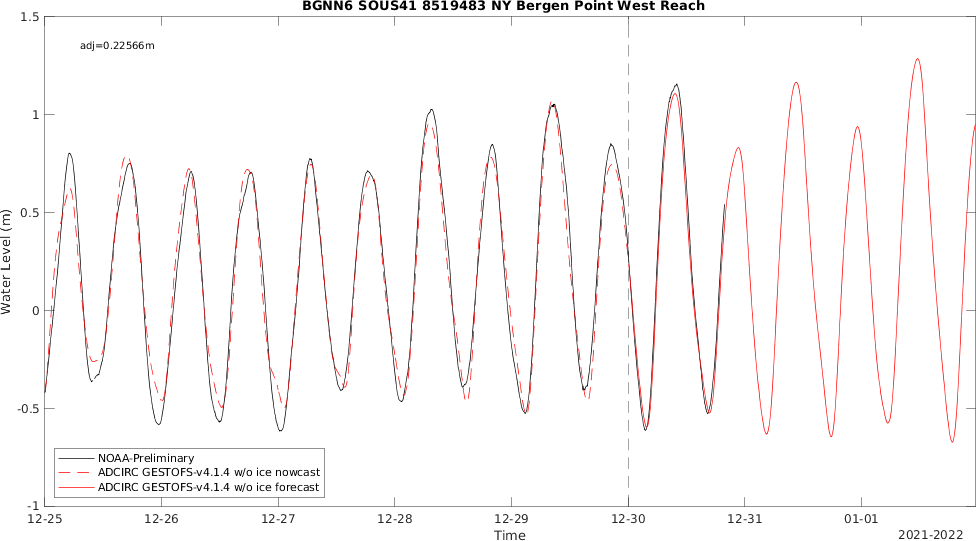 BGNN6 SOUS41 8519483 NY Bergen Point West Reach
1.5
adj=0.22566m
1
0.5
Water Level (m)
0
-0.5
NOAA-Preliminary
ADCIRC GESTOFS-v4.1.4 w/o ice nowcast
ADCIRC GESTOFS-v4.1.4 w/o ice forecast
-1
12-25 12-26 12-27 12-28 12-29 12-30 12-31 01-01
Time
2021-2022